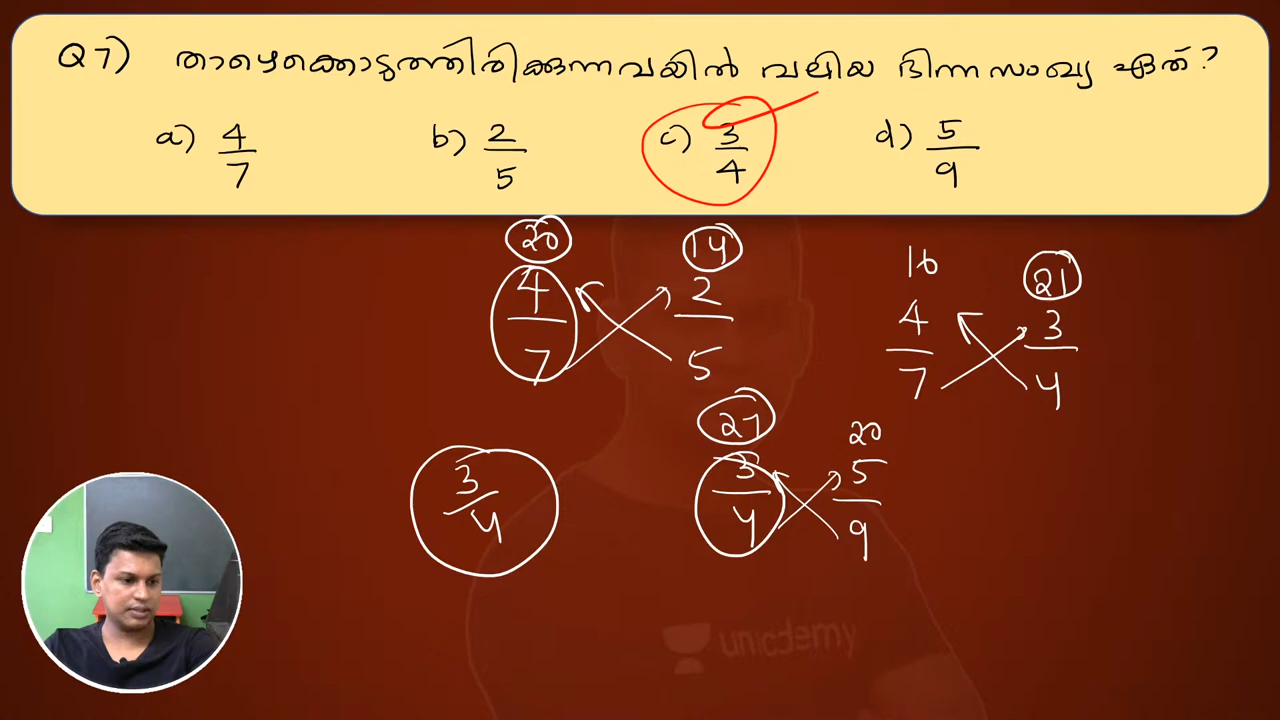 Q7) താഴെക്കൊടുത്തിരിക്കുന്നവയിൽ വലിയ ഭിന്നസംഖ്യ ഏത്?
a) 4/7 b) 2/5 c) 3/4 d) 5/9
20 14
4/7 2/5
16 21
4/7 3/4
27 20
3/4 5/9
3/4
unacademy